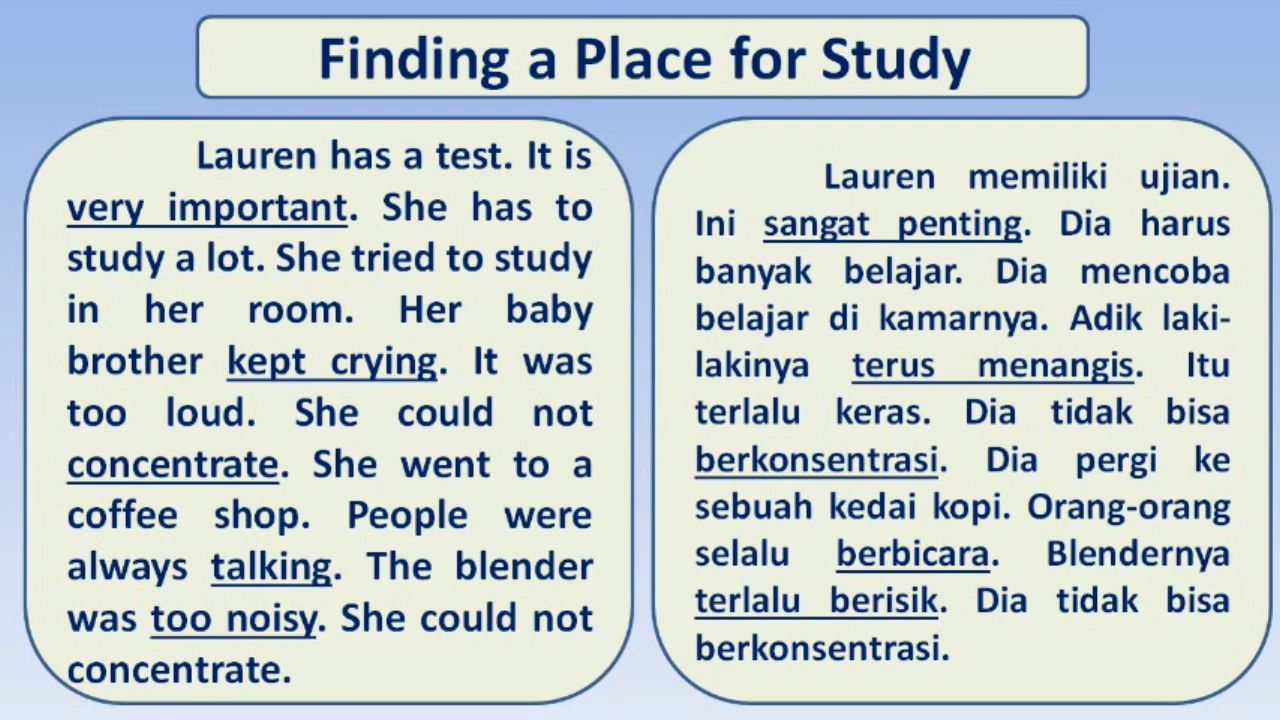 Finding a Place for Study
Lauren has a test. It is
very important. She has to
study a lot. She tried to study
in her room. Her baby
brother kept crying. It was
too loud. She could not
concentrate. She went to a
coffee shop. People were
always talking. The blender
was too noisy. She could not
concentrate.
Lauren memiliki ujian.
Ini sangat penting. Dia harus
banyak belajar. Dia mencoba
belajar di kamarnya. Adik laki-
lakinya terus menangis. Itu
terlalu keras. Dia tidak bisa
berkonsentrasi. Dia pergi ke
sebuah kedai kopi. Orang-orang
selalu berbicara. Blendernya
terlalu berisik. Dia tidak bisa
berkonsentrasi.